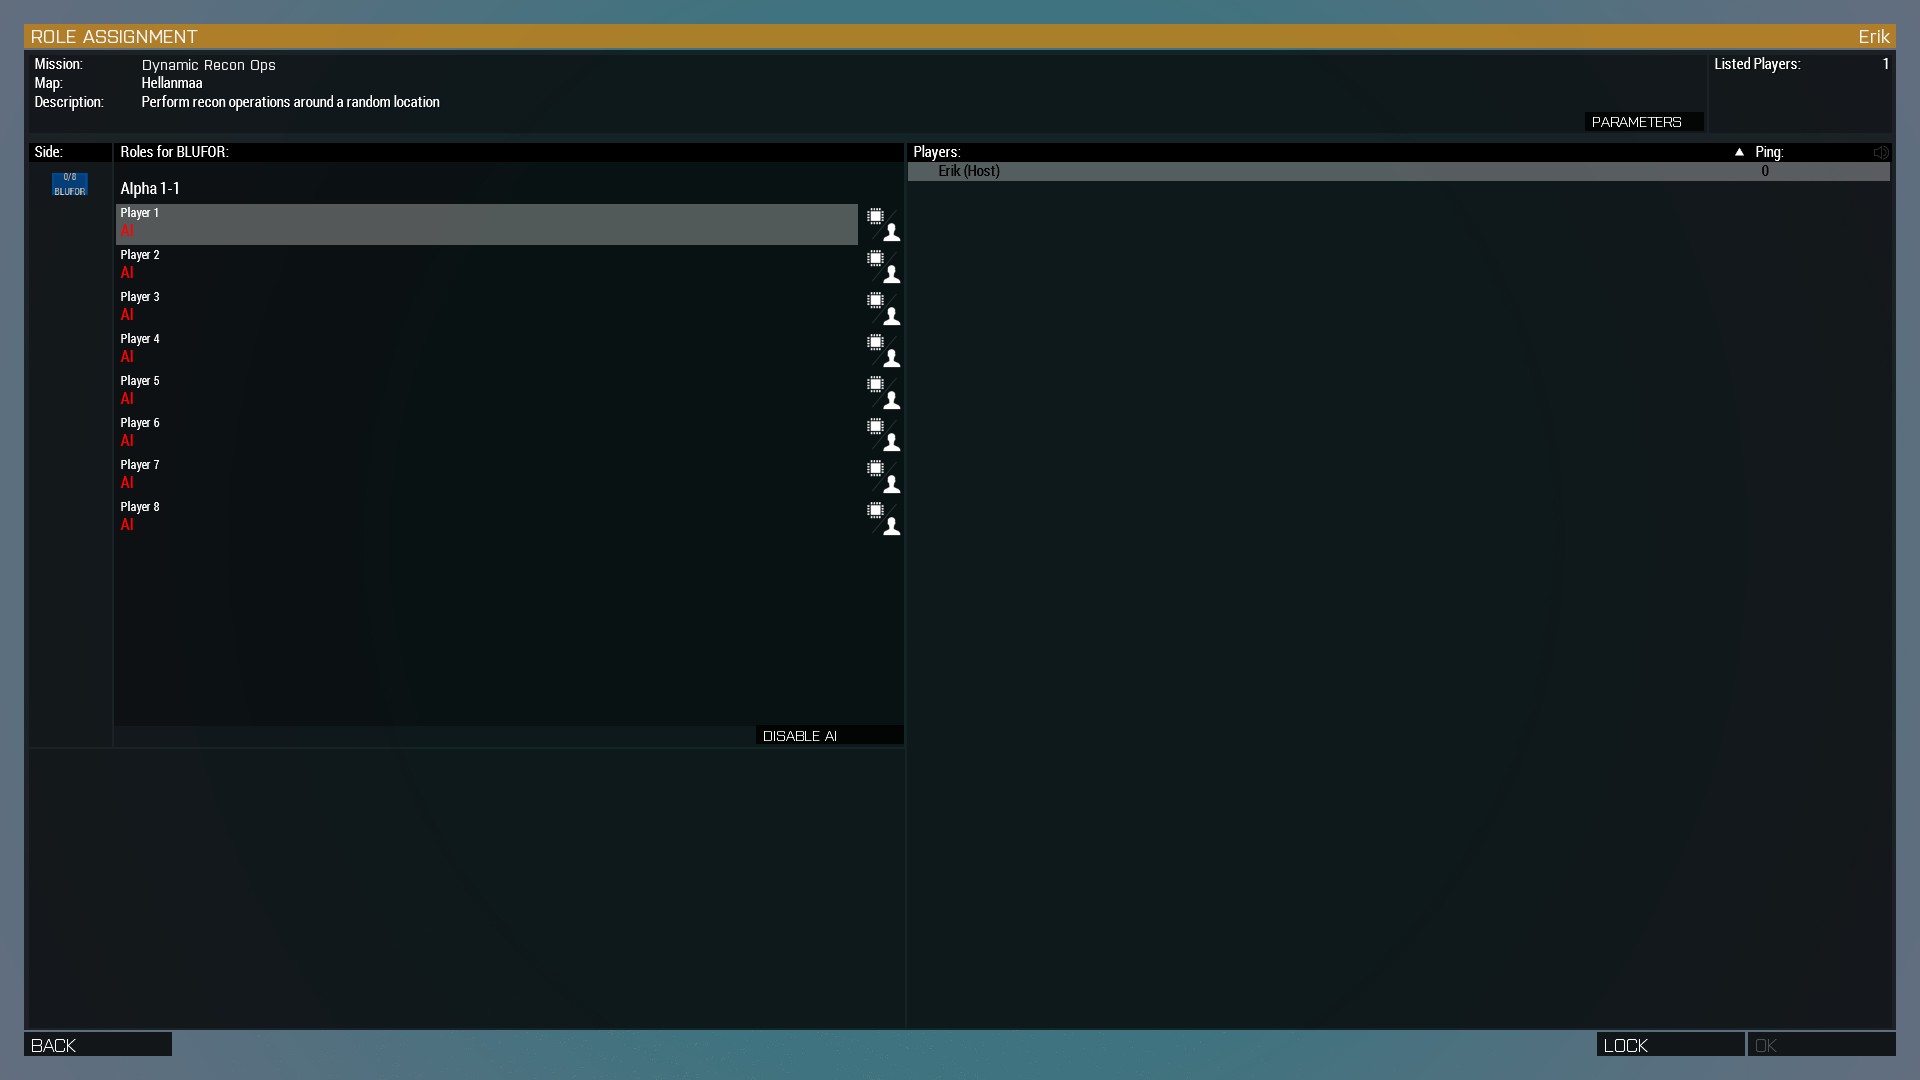 ROLE ASSIGNMENT Erik
Mission: Dynamic Recon Ops
Map: Hellanmaa
Description: Perform recon operations around a random location
Listed Players: 1
PARAMETERS
Side:
0/8
BLUFOR
Roles for BLUFOR:
Alpha 1-1
Player 1
AI
Player 2
AI
Player 3
AI
Player 4
AI
Player 5
AI
Player 6
AI
Player 7
AI
Player 8
AI
DISABLE AI
Players: Ping:
Erik (Host) 0
BACK
LOCK
OK